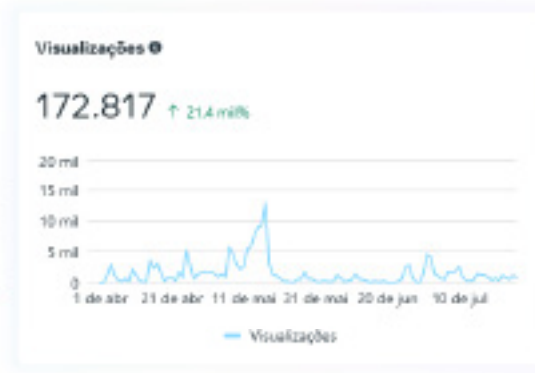 Visualizações
172.817 ↑ 21.4 mil%
20 mil
15 mil
10 mil
5 mil
0
1 de abr 21 de abr 11 de mai 31 de mai 20 de jun 10 de jul
Visualizações